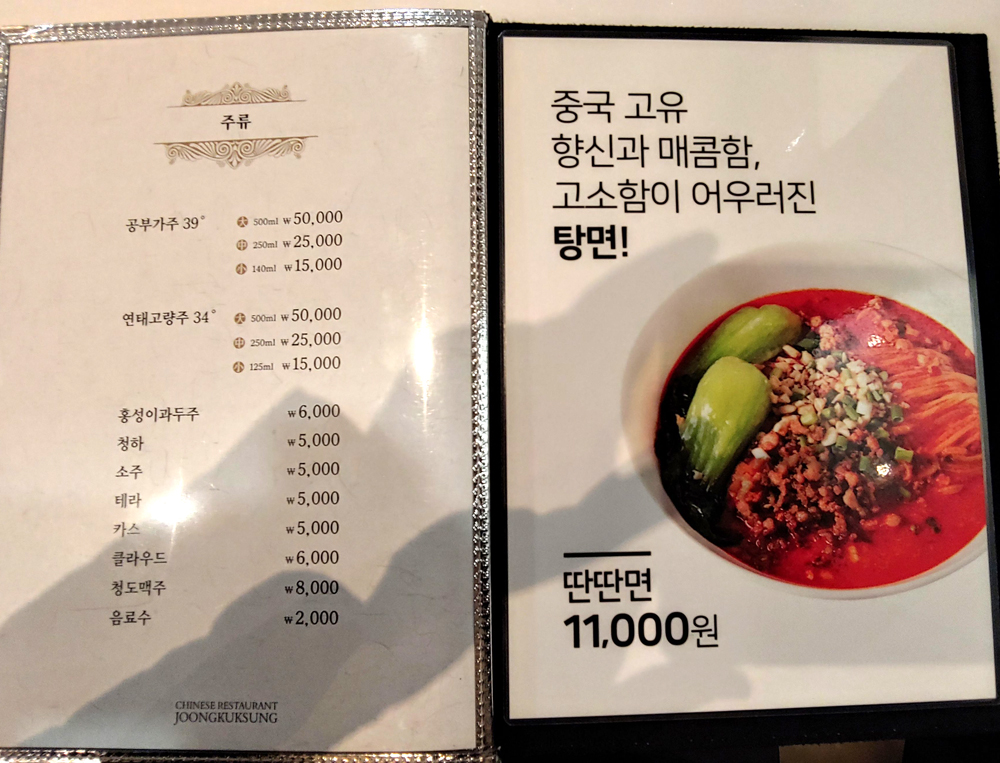 주류
공부가주 39° 大 500ml ₩50,000
中 250ml ₩25,000
小 140ml ₩15,000
연태고량주 34° 大 500ml ₩50,000
中 250ml ₩25,000
小 125ml ₩15,000
홍성이과두주 ₩6,000
청하 ₩5,000
소주 ₩5,000
테라 ₩5,000
카스 ₩5,000
클라우드 ₩6,000
청도맥주 ₩8,000
음료수 ₩2,000
CHINESE RESTAURANT
JOONGKUKSUNG
중국 고유
향신과 매콤함,
고소함이 어우러진
탕면!
딴딴면
11,000원